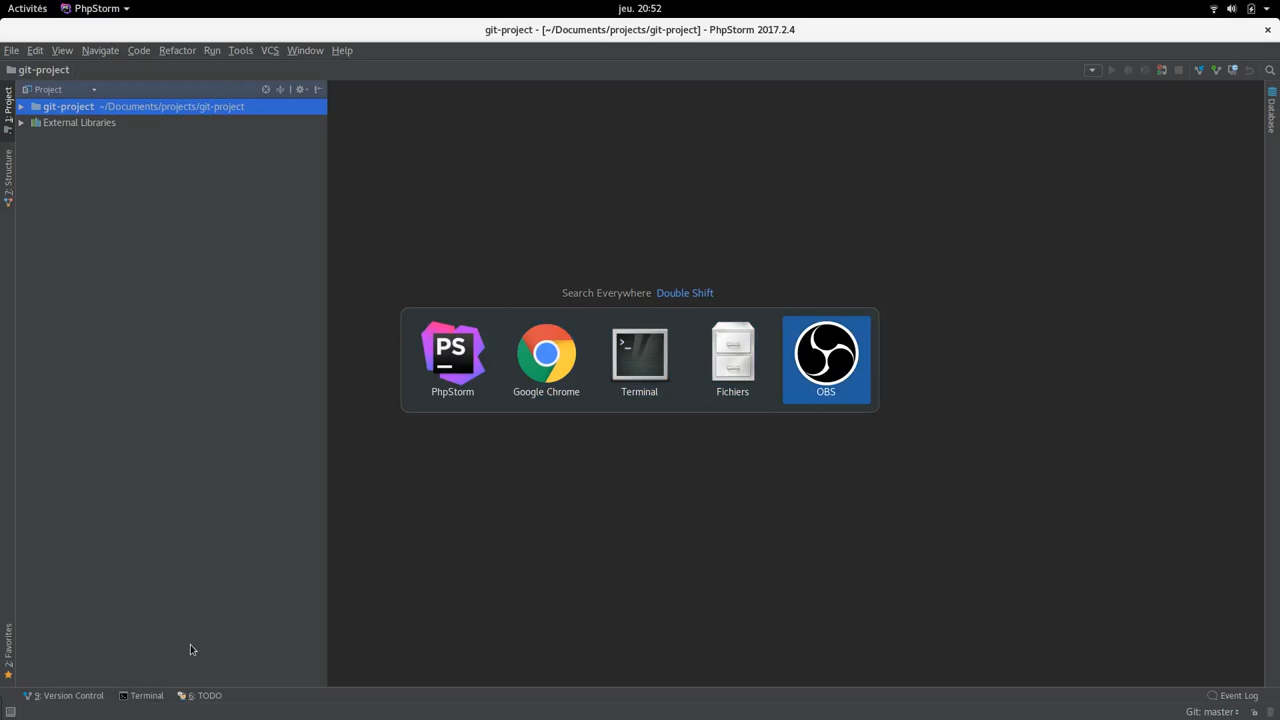 Activités PhpStorm jeu. 20:52
git-project - [~/Documents/projects/git-project] - PhpStorm 2017.2.4
File Edit View Navigate Code Refactor Run Tools VCS Window Help
git-project
1: Project
Project
git-project ~/Documents/projects/git-project
External Libraries
7: Structure
Database
Search Everywhere Double Shift
PS
>_
PhpStorm Google Chrome Terminal Fichiers OBS
2: Favorites
9: Version Control Terminal 6: TODO Event Log
Git: master